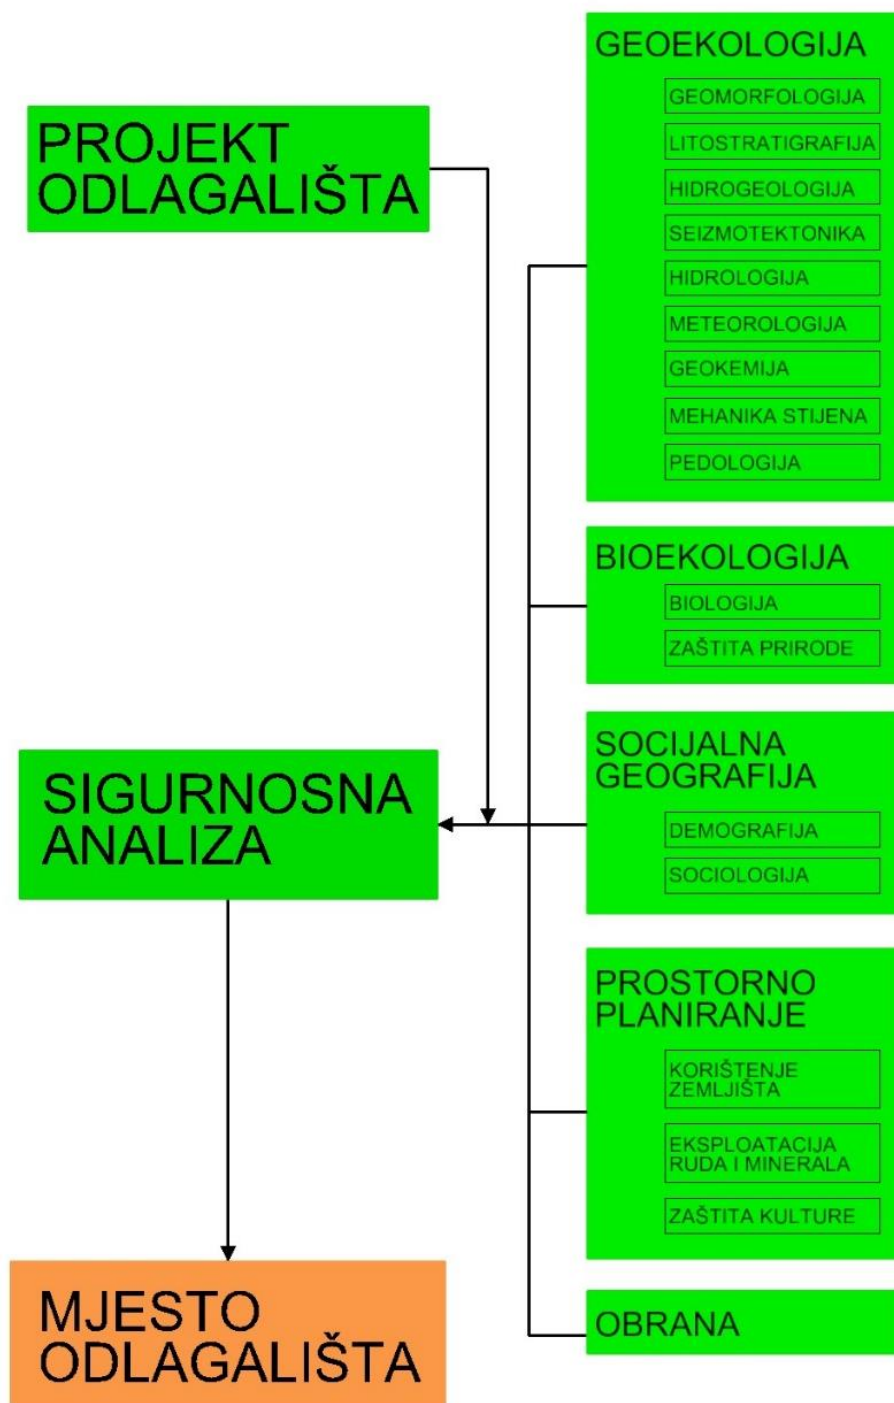 PROJEKT
ODLAGALIŠTA
SIGURNOSNA
ANALIZA
MJESTO
ODLAGALIŠTA
GEOEKOLOGIJA
GEOMORFOLOGIJA
LITOSTRATIGRAFIJA
HIDROGEOLOGIJA
SEIZMOTEKTONIKA
HIDROLOGIJA
METEOROLOGIJA
GEOKEMIJA
MEHANIKA STIJENA
PEDOLOGIJA
BIOEKOLOGIJA
BIOLOGIJA
ZAŠTITA PRIRODE
SOCIJALNA
GEOGRAFIJA
DEMOGRAFIJA
SOCIOLOGIJA
PROSTORNO
PLANIRANJE
KORIŠTENJE
ZEMLJIŠTA
EKSPLOATACIJA
RUDA I MINERALA
ZAŠTITA KULTURE
OBRANA